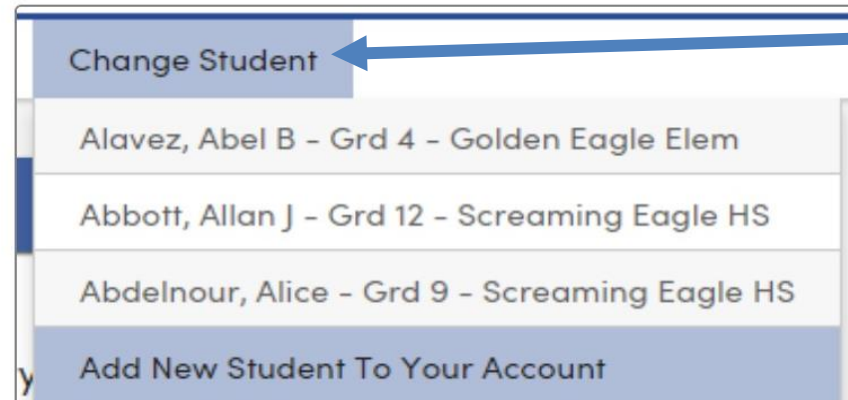 Change Student
Alavez, Abel B - Grd 4 - Golden Eagle Elem
Abbott, Allan J - Grd 12 - Screaming Eagle HS
Abdelnour, Alice - Grd 9 - Screaming Eagle HS
Add New Student To Your Account